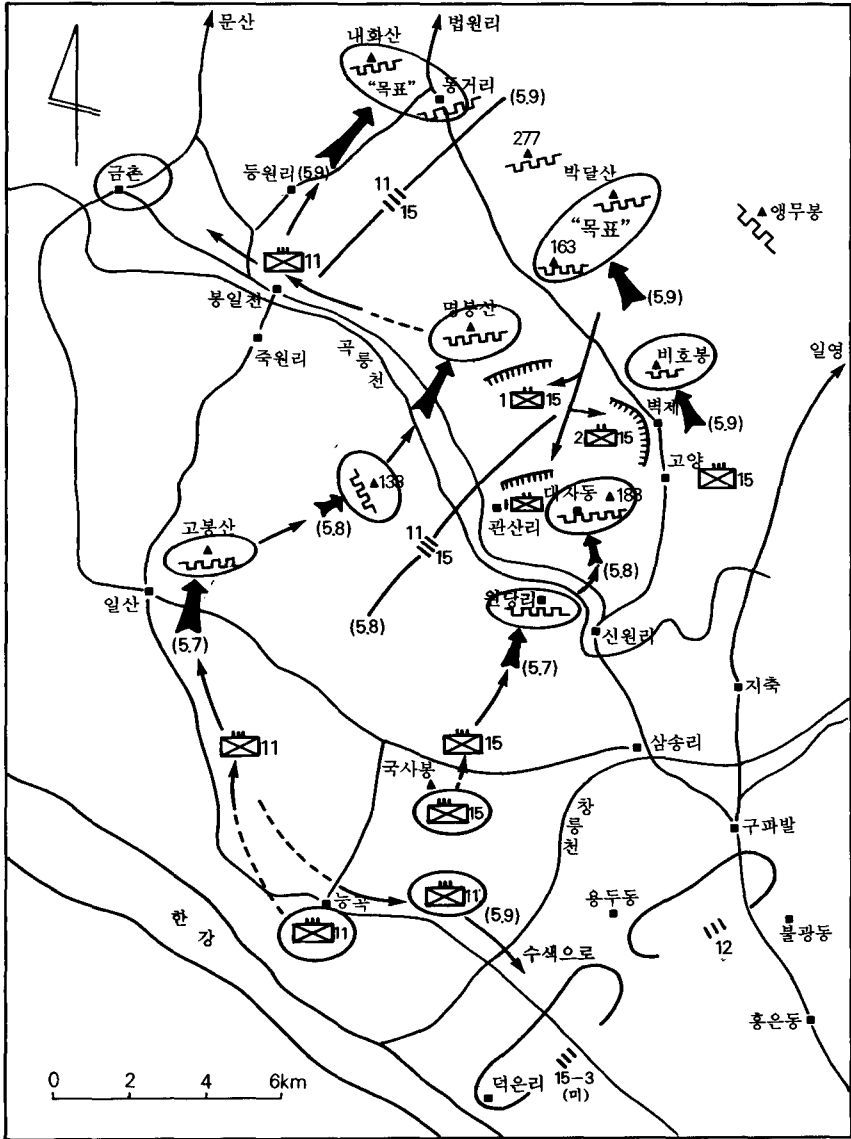 문산
내화산
법원리
"목표"
동거리
(5.9)
277
박달산
등원리
(5.9)
금촌
11
15
"목표"
앵무봉
163
11
(5.9)
봉일천
명봉산
비호봉
일영
죽원리
곡릉천
1
15
벽제
(5.9)
2
15
고양
15
138
대자동
183
관산리
고봉산
(5.8)
11
15
(5.8)
일산
원당리
(5.8)
신원리
(5.7)
(5.7)
지축
11
15
삼송리
국사봉
15
창릉천
구파발
능곡
11
용두동
(5.9)
한강
11
12
불광동
수색으로
홍은동
0 2 4 6km
15-3
(미)
덕은리